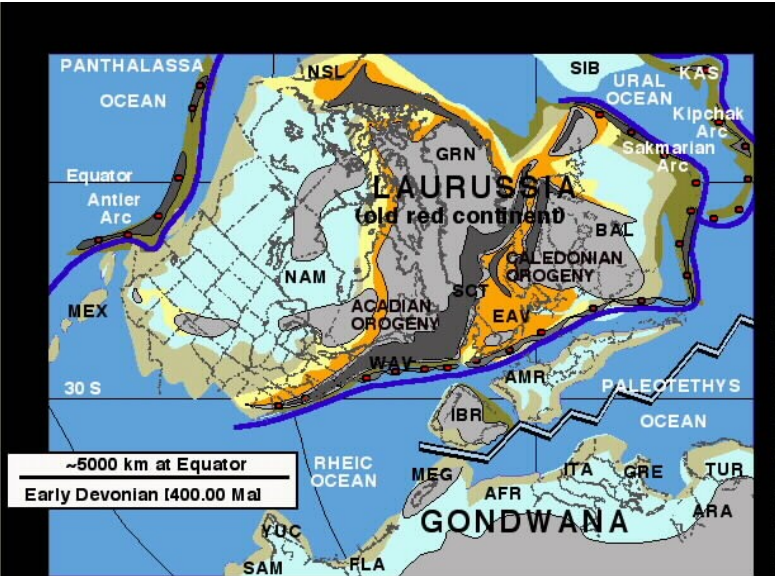 PANTHALASSA
OCEAN
NSL
SIB
URAL
OCEAN
KAS
Kipchak
Arc
Sakmarian
Arc
GRN
Equator
Antler
Arc
LAURUSSIA
(old red continent)
BAL
CALEDONIAN
OROGENY
NAM
SCT
MEX
ACADIAN
OROGENY
EAV
WAV
AMR
30 S
PALEOTETHYS
OCEAN
IBR
~5000 km at Equator
Early Devonian [400.00 Ma]
RHEIC
OCEAN
MEG
AFR
ITA
GRE
TUR
ARA
GONDWANA
YUC
SAM
FLA